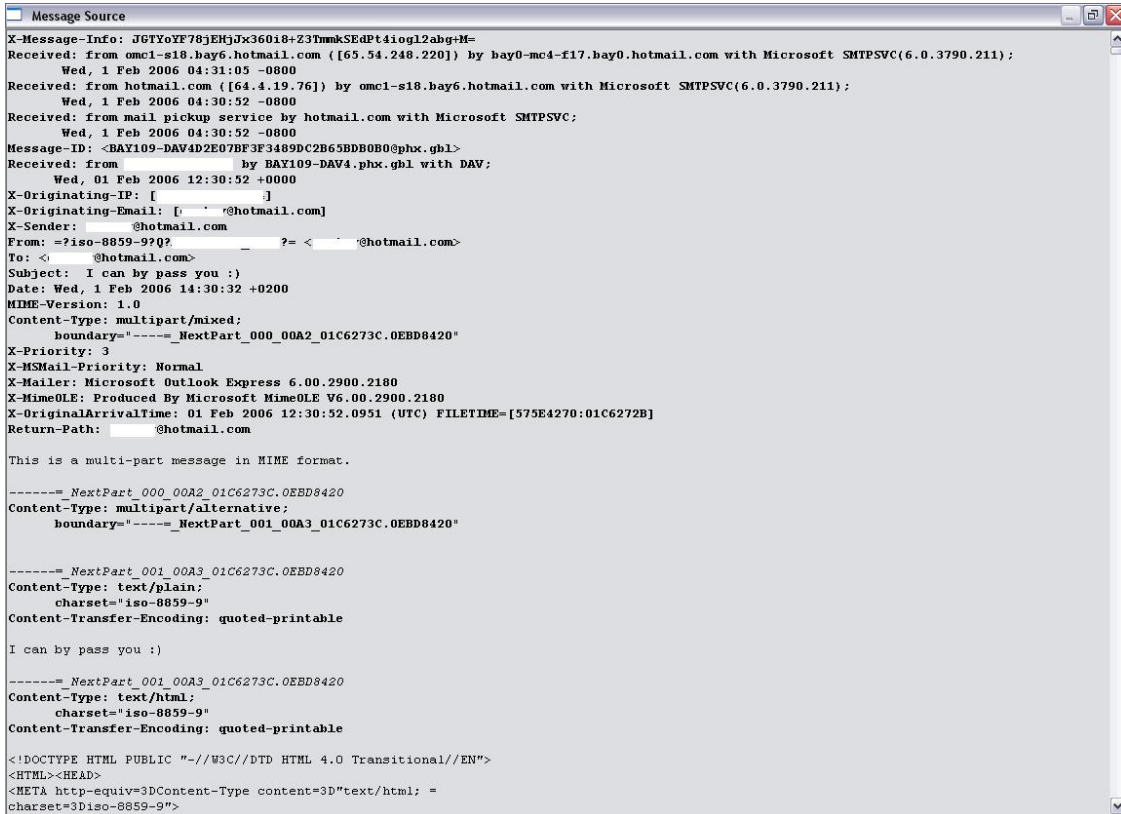 Message Source
X-Message-Info: JGTYoYF78jEHjJx360i8+Z3TmmkSEdPt4iogl2abg+M=
Received: from omc1-s18.bay6.hotmail.com ([65.54.248.220]) by bay0-mc4-f17.bay0.hotmail.com with Microsoft SMTPSVC(6.0.3790.211);
Wed, 1 Feb 2006 04:31:05 -0800
Received: from hotmail.com ([64.4.19.76]) by omc1-s18.bay6.hotmail.com with Microsoft SMTPSVC(6.0.3790.211);
Wed, 1 Feb 2006 04:30:52 -0800
Received: from mail pickup service by hotmail.com with Microsoft SMTPSVC;
Wed, 1 Feb 2006 04:30:52 -0800
Message-ID: <BAY109-DAV4D2E07BF3F3489DC2B65BDB0B0@phx.gbl>
Received: from by BAY109-DAV4.phx.gbl with DAV;
Wed, 01 Feb 2006 12:30:52 +0000
X-Originating-IP: [ ]
X-Originating-Email: [ @hotmail.com]
X-Sender: @hotmail.com
From: =?iso-8859-9?Q? _ ?= < @hotmail.com>
To: < @hotmail.com>
Subject: I can by pass you :)
Date: Wed, 1 Feb 2006 14:30:32 +0200
MIME-Version: 1.0
Content-Type: multipart/mixed;
boundary="----=_NextPart_000_00A2_01C6273C.0EBD8420"
X-Priority: 3
X-MSMail-Priority: Normal
X-Mailer: Microsoft Outlook Express 6.00.2900.2180
X-MimeOLE: Produced By Microsoft MimeOLE V6.00.2900.2180
X-OriginalArrivalTime: 01 Feb 2006 12:30:52.0951 (UTC) FILETIME=[575E4270:01C6272B]
Return-Path: @hotmail.com
This is a multi-part message in MIME format.
------=_NextPart_000_00A2_01C6273C.0EBD8420
Content-Type: multipart/alternative;
boundary="----=_NextPart_001_00A3_01C6273C.0EBD8420"
------=_NextPart_001_00A3_01C6273C.0EBD8420
Content-Type: text/plain;
charset="iso-8859-9"
Content-Transfer-Encoding: quoted-printable
I can by pass you :)
------=_NextPart_001_00A3_01C6273C.0EBD8420
Content-Type: text/html;
charset="iso-8859-9"
Content-Transfer-Encoding: quoted-printable
<!DOCTYPE HTML PUBLIC "-//W3C//DTD HTML 4.0 Transitional//EN">
<HTML><HEAD>
<META http-equiv=3DContent-Type content=3D"text/html; =
charset=3Diso-8859-9">